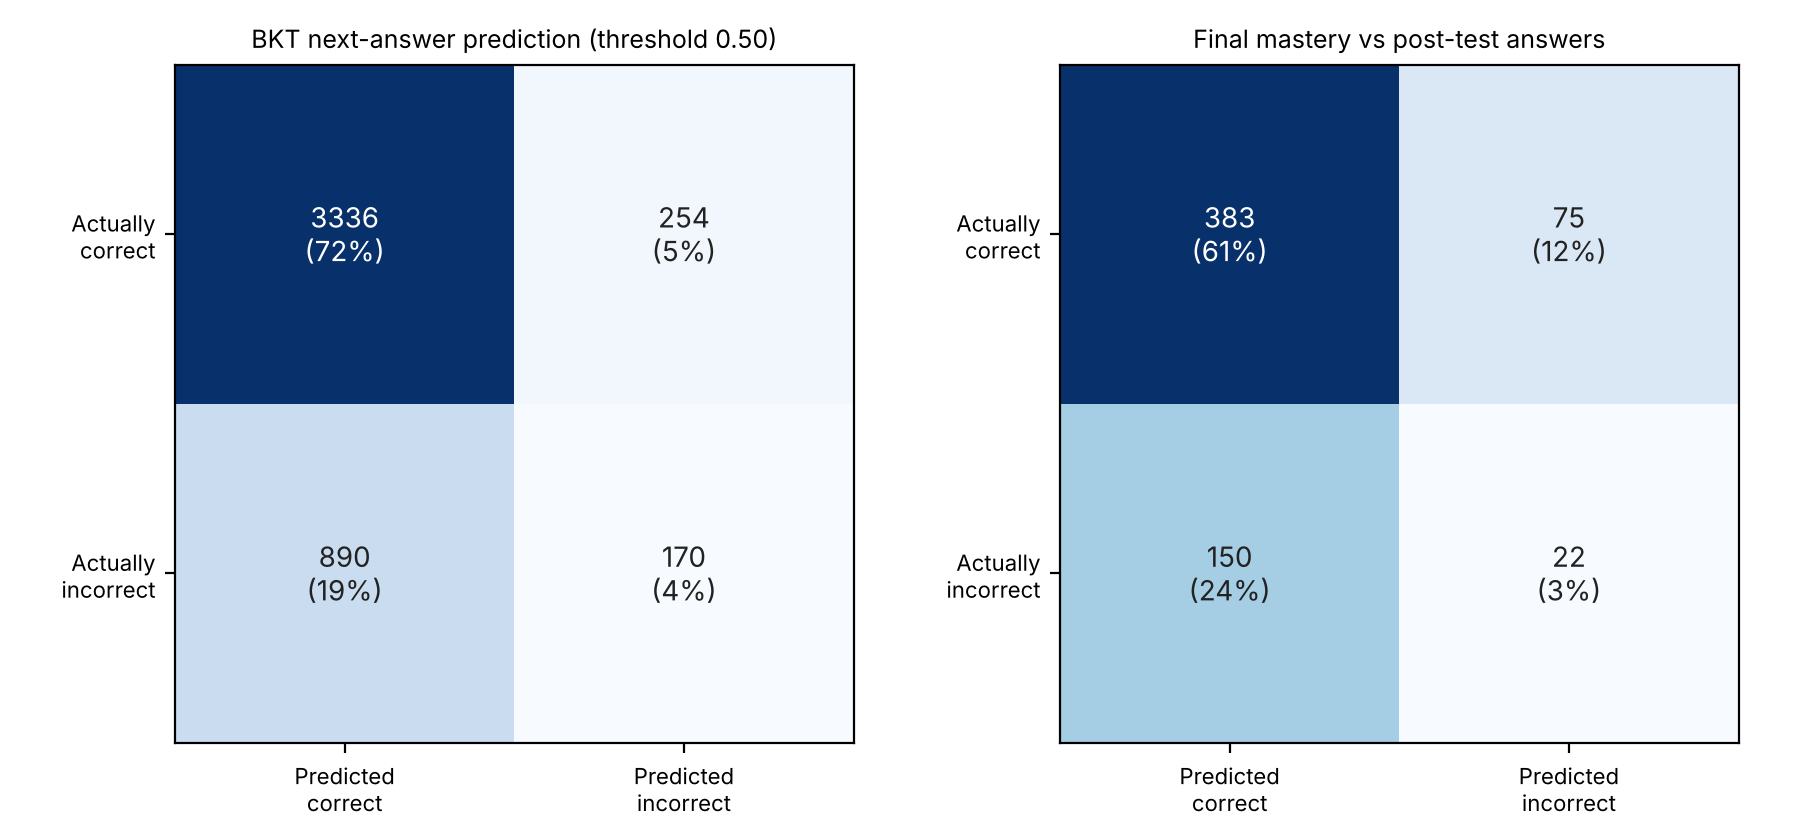 BKT next-answer prediction (threshold 0.50)
Actually
correct
3336
(72%)
254
(5%)
Actually
incorrect
890
(19%)
170
(4%)
Predicted
correct
Predicted
incorrect
Final mastery vs post-test answers
Actually
correct
383
(61%)
75
(12%)
Actually
incorrect
150
(24%)
22
(3%)
Predicted
correct
Predicted
incorrect